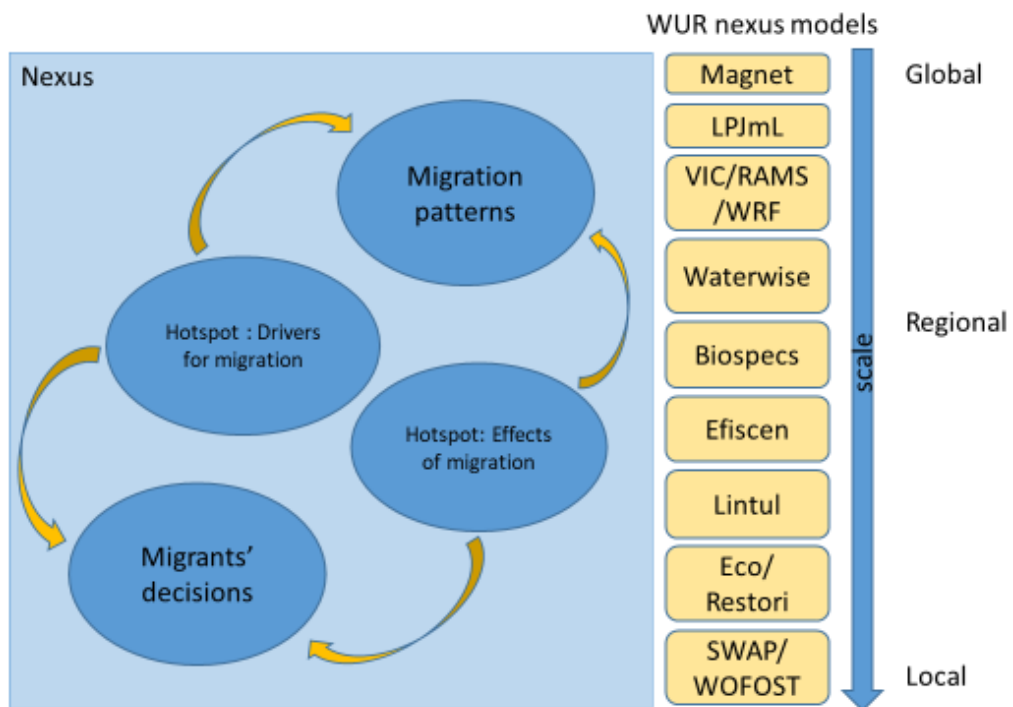 WUR nexus models
Nexus
Migration
patterns
Hotspot : Drivers
for migration
Hotspot: Effects
of migration
Migrants’
decisions
Magnet
LPJmL
VIC/RAMS
/WRF
Waterwise
Biospecs
Efiscen
Lintul
Eco/
Restori
SWAP/
WOFOST
scale
Global
Regional
Local